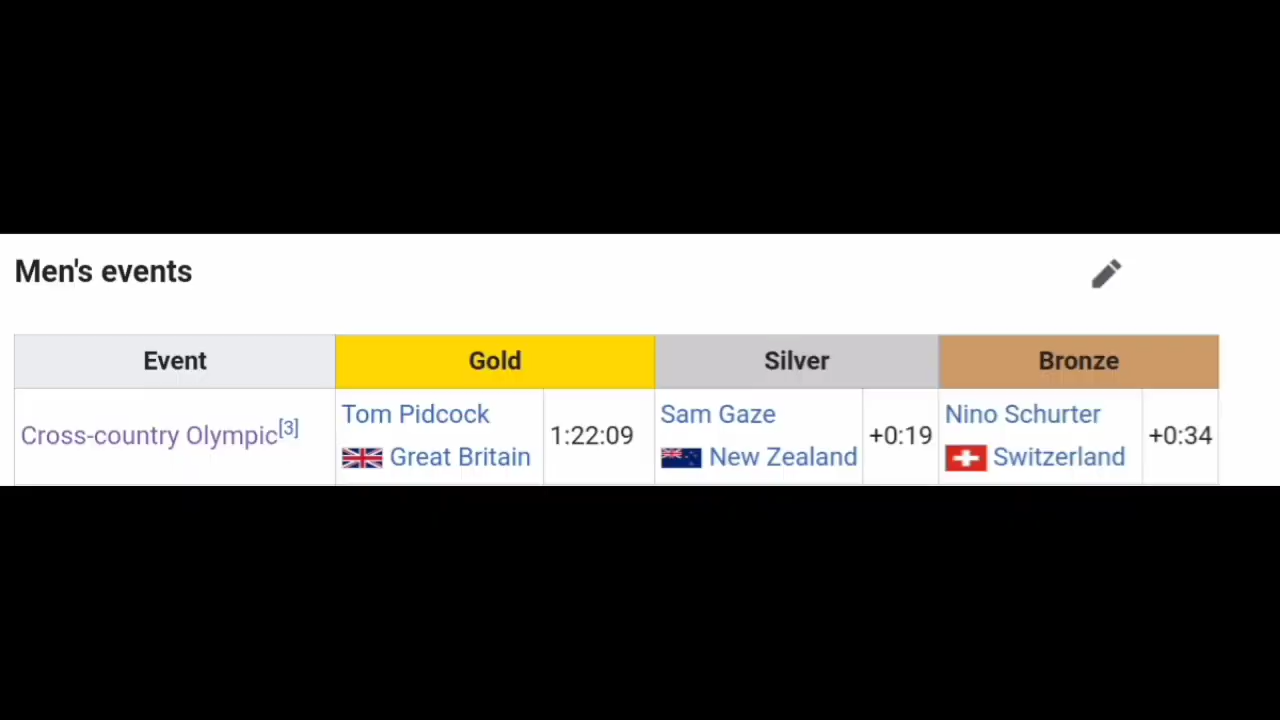 Men's events
Event Gold Silver Bronze
Cross-country Olympic[3]
Tom Pidcock
Great Britain
1:22:09
Sam Gaze
New Zealand
+0:19
Nino Schurter
Switzerland
+0:34